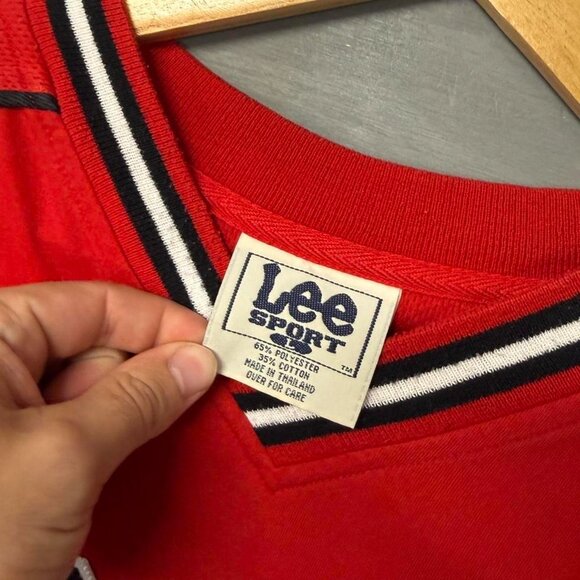 Lee
SPORT
65% POLYESTER
35% COTTON
MADE IN THAILAND
OVER FOR CARE
™